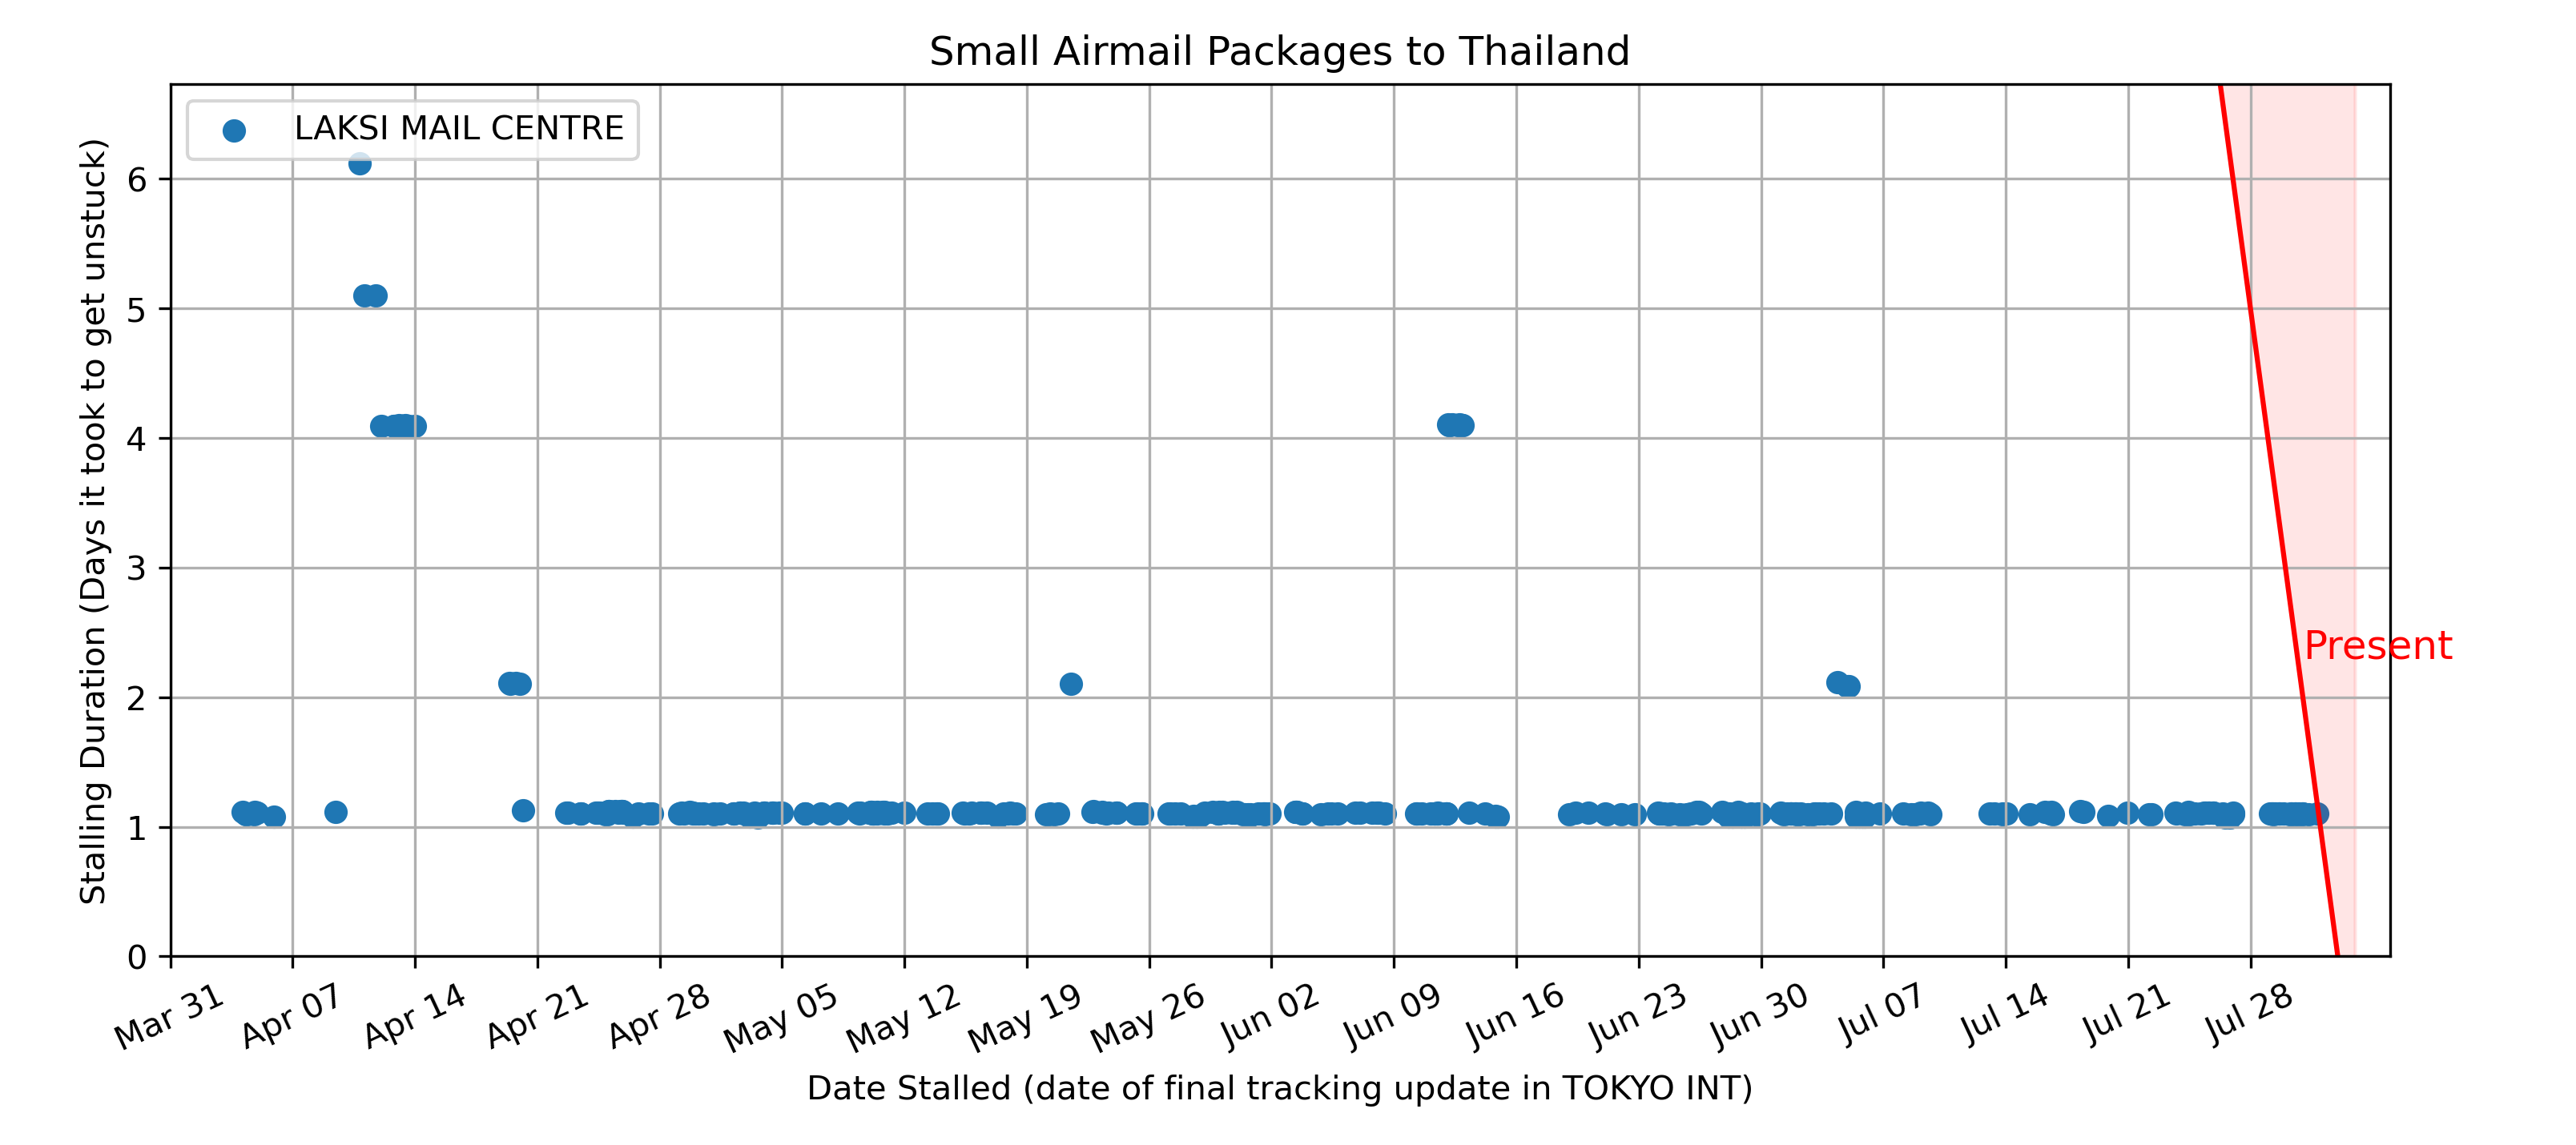 Small Airmail Packages to Thailand
LAKSI MAIL CENTRE
Stalling Duration (Days it took to get unstuck)
6
5
4
3
2
1
0
Present
Mar 31
Apr 07
Apr 14
Apr 21
Apr 28
May 05
May 12
May 19
May 26
Jun 02
Jun 09
Jun 16
Jun 23
Jun 30
Jul 07
Jul 14
Jul 21
Jul 28
Date Stalled (date of final tracking update in TOKYO INT)